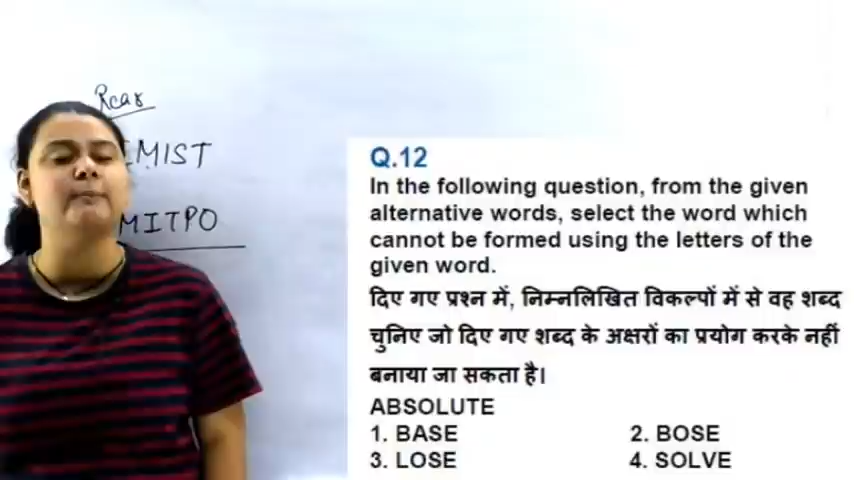 Rear
IMIST
MITPO
Q.12
In the following question, from the given
alternative words, select the word which
cannot be formed using the letters of the
given word.
दिए गए प्रश्न में, निम्नलिखित विकल्पों में से वह शब्द
चुनिए जो दिए गए शब्द के अक्षरों का प्रयोग करके नहीं
बनाया जा सकता है।
ABSOLUTE
1. BASE 2. BOSE
3. LOSE 4. SOLVE